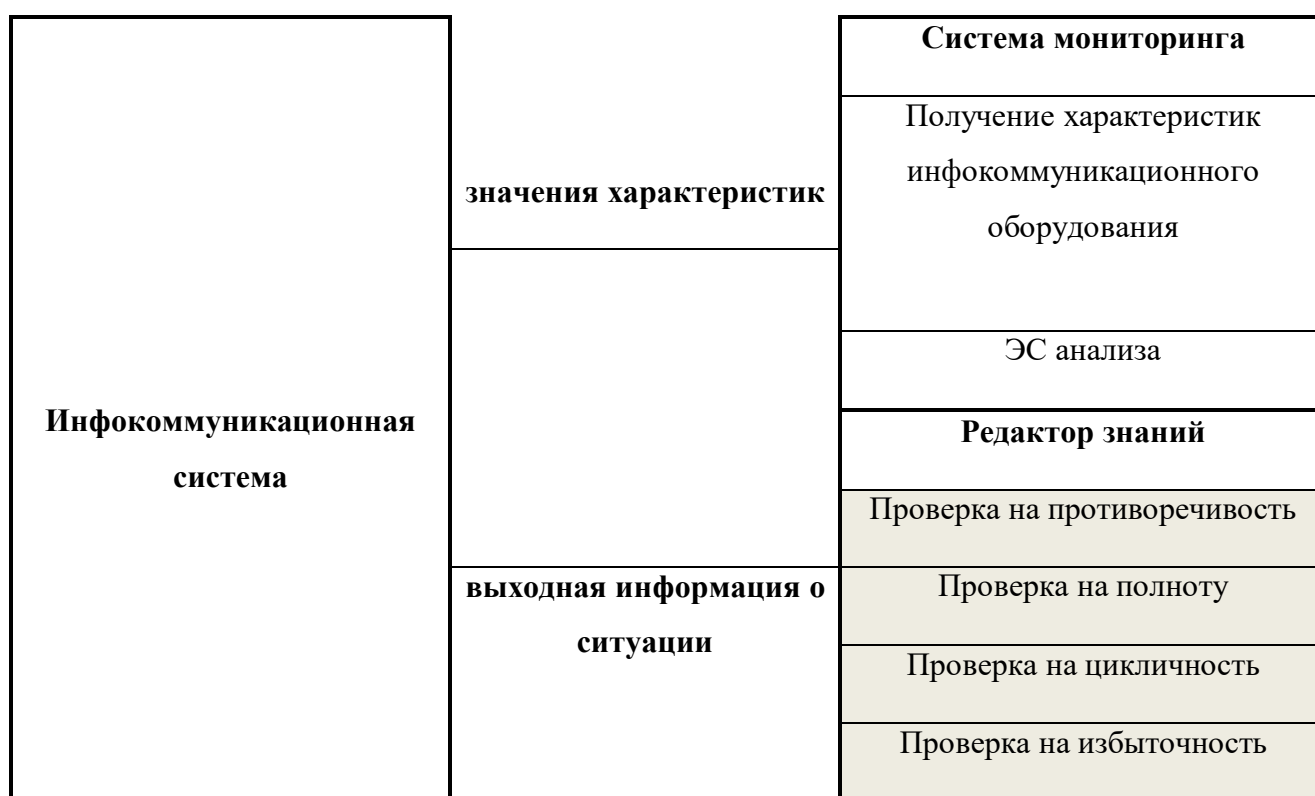 Инфокоммуникационная
система
значения характеристик
выходная информация о
ситуации
Система мониторинга
Получение характеристик
инфокоммуникационного
оборудования
ЭС анализа
Редактор знаний
Проверка на противоречивость
Проверка на полноту
Проверка на цикличность
Проверка на избыточность